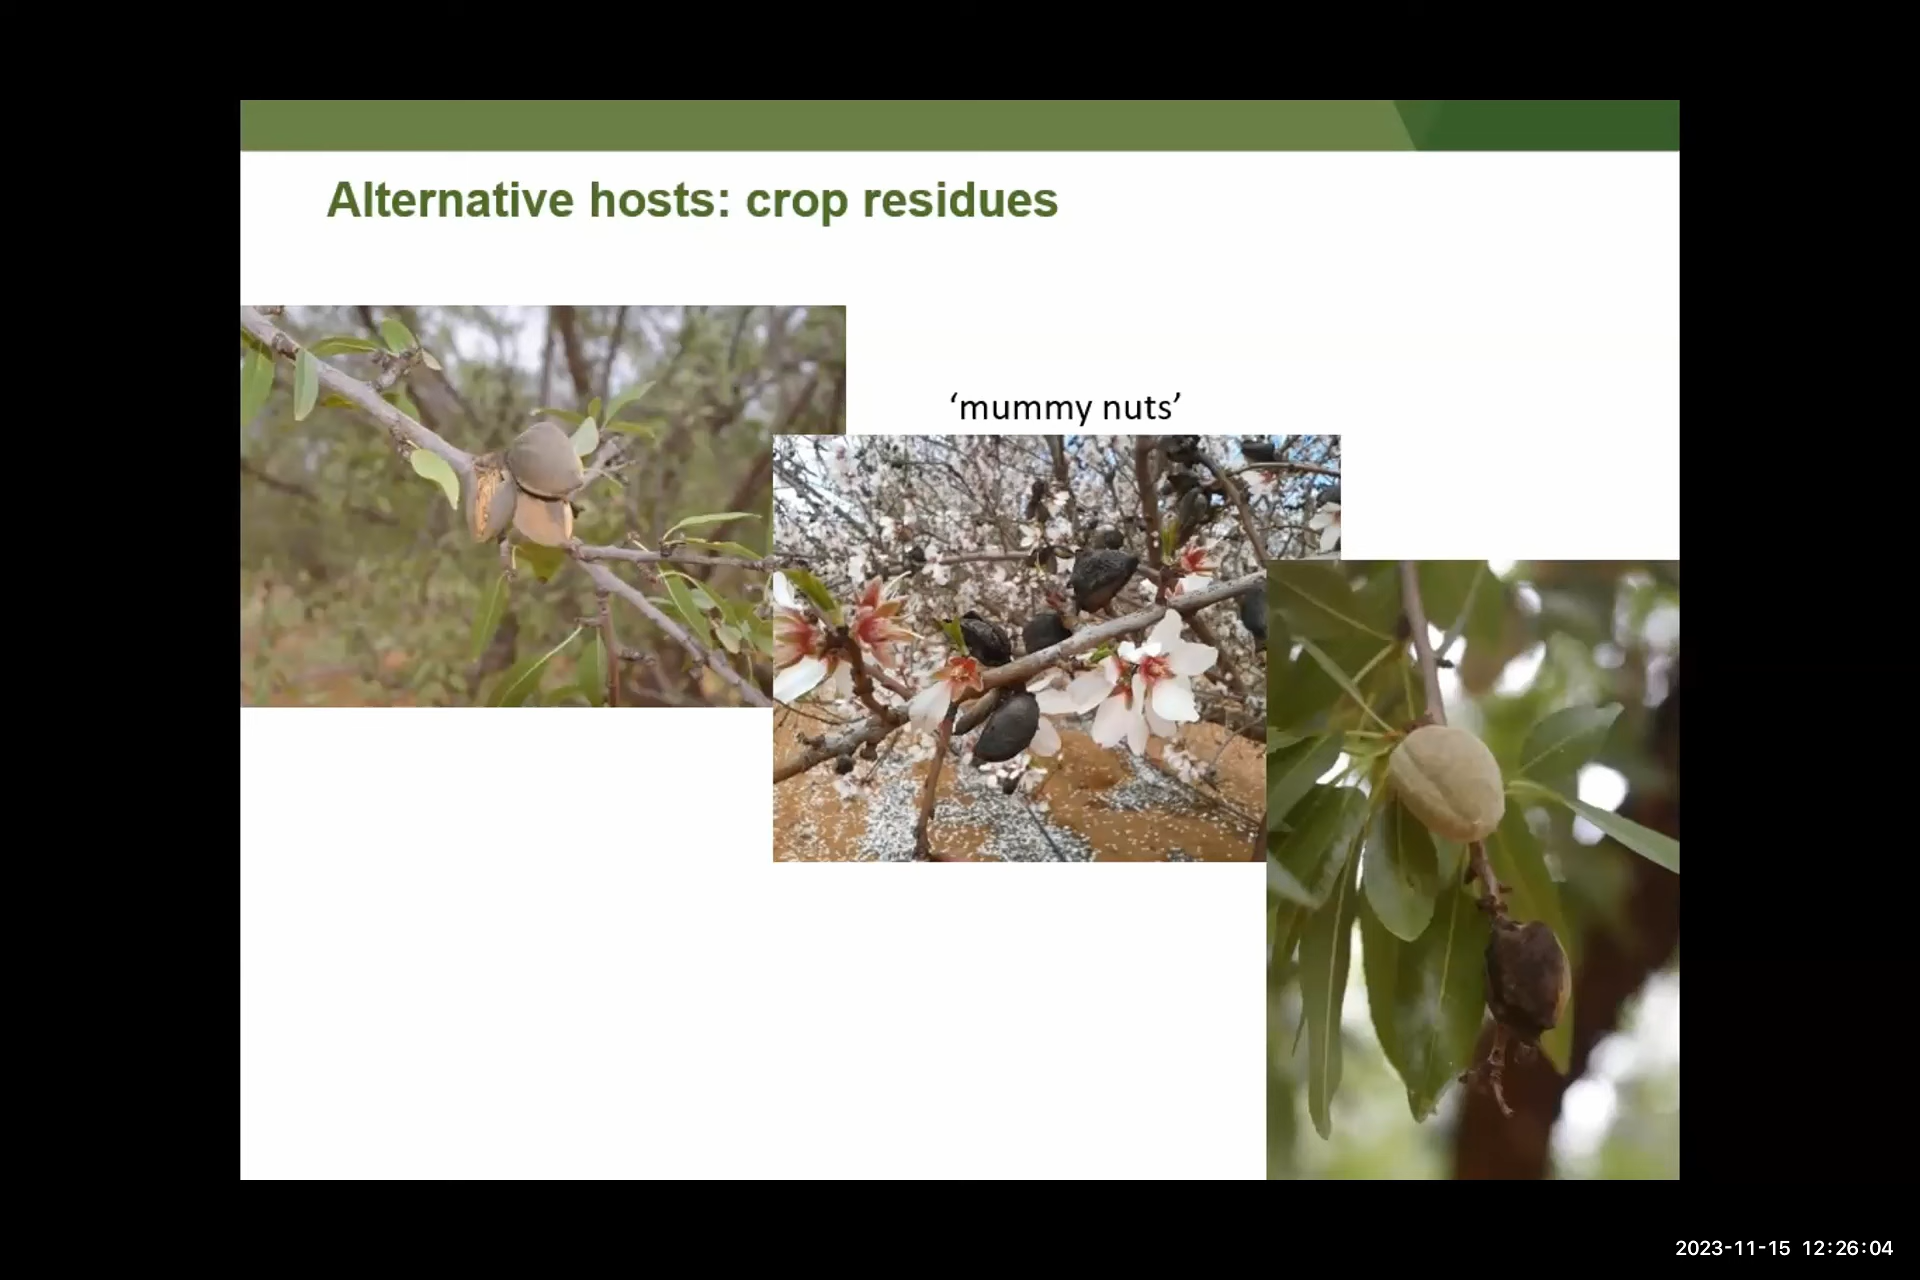 Alternative hosts: crop residues
‘mummy nuts’
2023-11-15 12:26:04